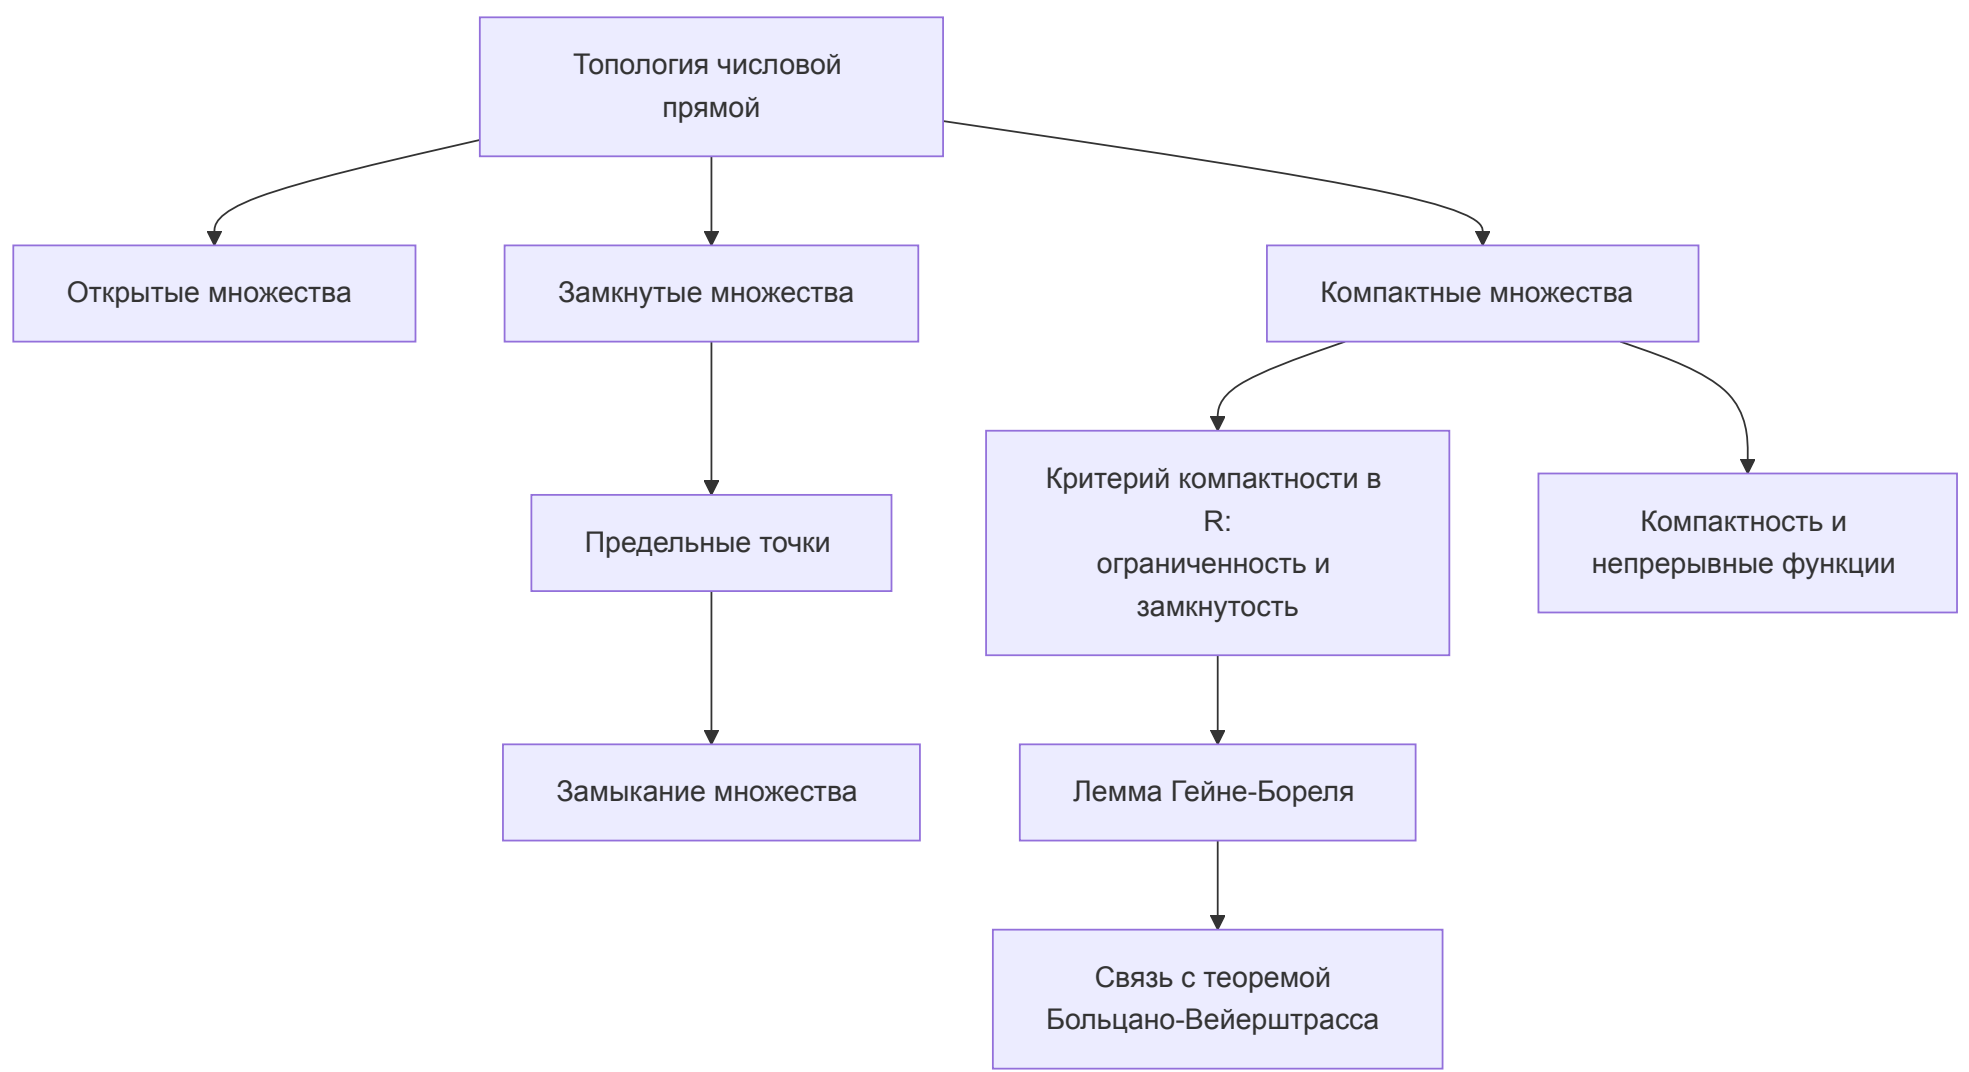 Топология числовой
прямой
Открытые множества
Замкнутые множества
Компактные множества
Критерий компактности в
R:
ограниченность и
замкнутость
Компактность и
непрерывные функции
Предельные точки
Замыкание множества
Лемма Гейне-Бореля
Связь с теоремой
Больцано-Вейерштрасса